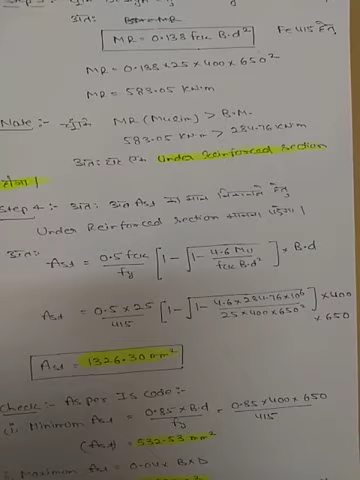 अतः B.M = MR
MR = 0.138 fck B.d² Fe 415 हेतु
MR = 0.138 × 25 × 400 × 650²
MR = 583.05 KN.m
Note :- चूँकि MR (Mulim) > B.M.
583.05 KN.m > 284.76 KN.m
अतः यह एक Under Reinforced section
होगा।
Step 4 :- अतः अब Ast का मान निकालने हेतु
Under Reinforced section मानना पड़ेगा।
अतः
Ast = 0.5 fck / fy [1 - √(1 - 4.6 Mu / fck B.d²)] × B.d
Ast = 0.5 × 25 / 415 [1 - √(1 - 4.6 × 284.76 × 10⁶ / 25 × 400 × 650²)] × 400 × 650
Ast = 1326.30 mm²
Check :- As per Is code :-
(i. Minimum Ast = 0.85 × B.d / fy = 0.85 × 400 × 650 / 415
(Ast) = 532.53 mm²
Maximum Ast = 0.04 × B × D